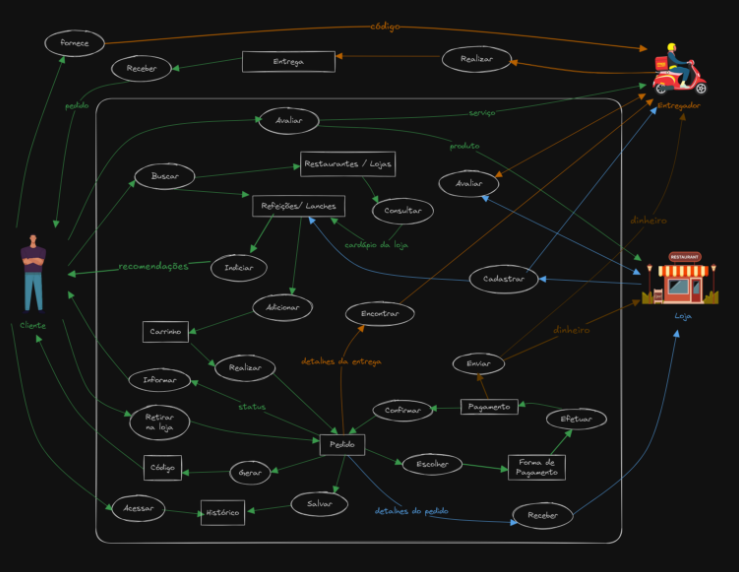 código
Fornece
Receber
Entrega
Realizar
Entregador
pedido
Avaliar
serviço
produto
Restaurantes / Lojas
Buscar
Avaliar
Refeições/ Lanches
Consultar
dinheiro
cardápio da loja
RESTAURANT
recomendações
Indiciar
Cadastrar
Adicionar
Encontrar
Loja
Cliente
Carrinho
dinheiro
detalhes da entrega
Enviar
Realizar
Informar
status
Confirmar
Pagamento
Retirar
na loja
Efetuar
Pedido
Código
Gerar
Escolher
Forma de
Pagamento
Acessar
Histórico
Salvar
detalhes do pedido
Receber